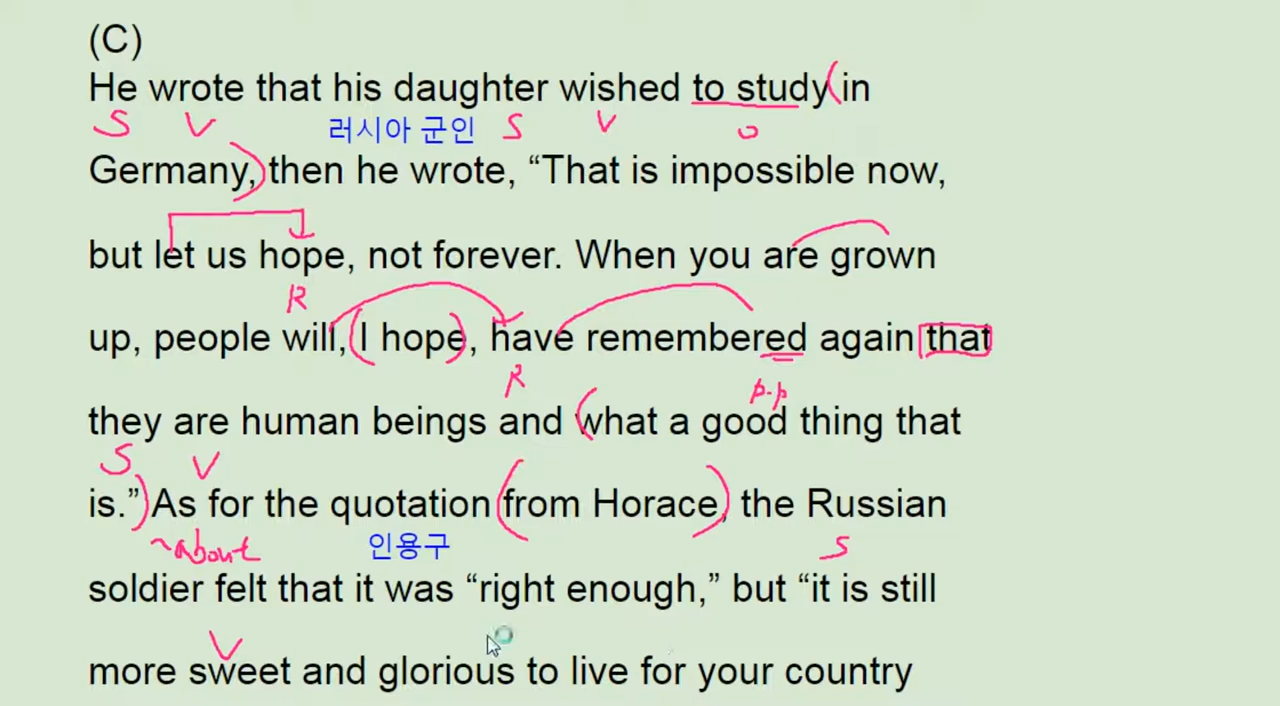 (C)
He wrote that his daughter wished to study in
S V 러시아 군인 S V o
Germany, then he wrote, “That is impossible now,
but let us hope, not forever. When you are grown
R
up, people will, I hope, have remembered again that
R p.p
they are human beings and what a good thing that
S V
is.” As for the quotation from Horace, the Russian
~about 인용구 S
soldier felt that it was “right enough,” but “it is still
V
more sweet and glorious to live for your country